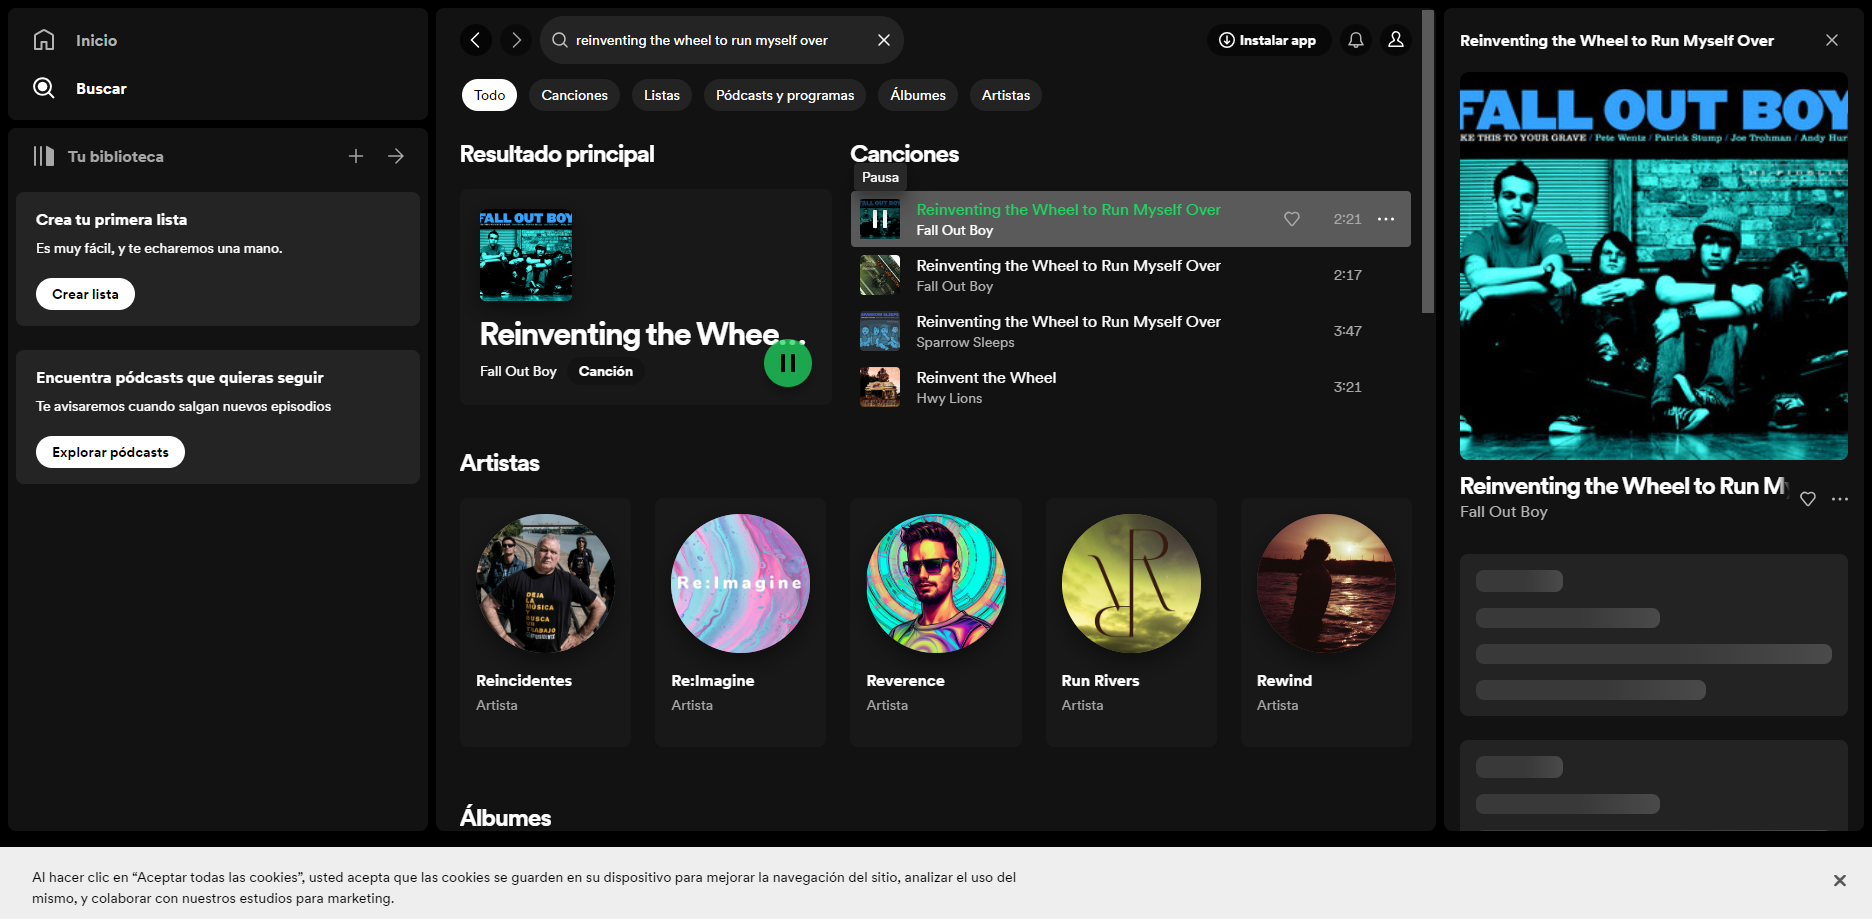 Inicio
Buscar
Tu biblioteca
Crea tu primera lista
Es muy fácil, y te echaremos una mano.
Crear lista
Encuentra pódcasts que quieras seguir
Te avisaremos cuando salgan nuevos episodios
Explorar pódcasts
reinventing the wheel to run myself over
Instalar app
Todo
Canciones
Listas
Pódcasts y programas
Álbumes
Artistas
Resultado principal
FALL OUT BOY
Reinventing the Whee...
Fall Out Boy
Canción
Canciones
Pausa
Reinventing the Wheel to Run Myself Over
Fall Out Boy
2:21
Reinventing the Wheel to Run Myself Over
Fall Out Boy
2:17
Reinventing the Wheel to Run Myself Over
Sparrow Sleeps
3:47
Reinvent the Wheel
Hwy Lions
3:21
Artistas
DEJA
LA
MÚSICA
Y
BUSCA
UN
TRABAJO
Reincidentes
Artista
Re:Imagine
Re:Imagine
Artista
Reverence
Artista
Run Rivers
Artista
Rewind
Artista
Álbumes
Reinventing the Wheel to Run Myself Over
FALL OUT BOY
KE THIS TO YOUR GRAVE / Pete Wentz / Patrick Stump / Joe Trohman / Andy Hur
HI FIDELIT
Reinventing the Wheel to Run M
Fall Out Boy
Al hacer clic en “Aceptar todas las cookies”, usted acepta que las cookies se guarden en su dispositivo para mejorar la navegación del sitio, analizar el uso del
mismo, y colaborar con nuestros estudios para marketing.